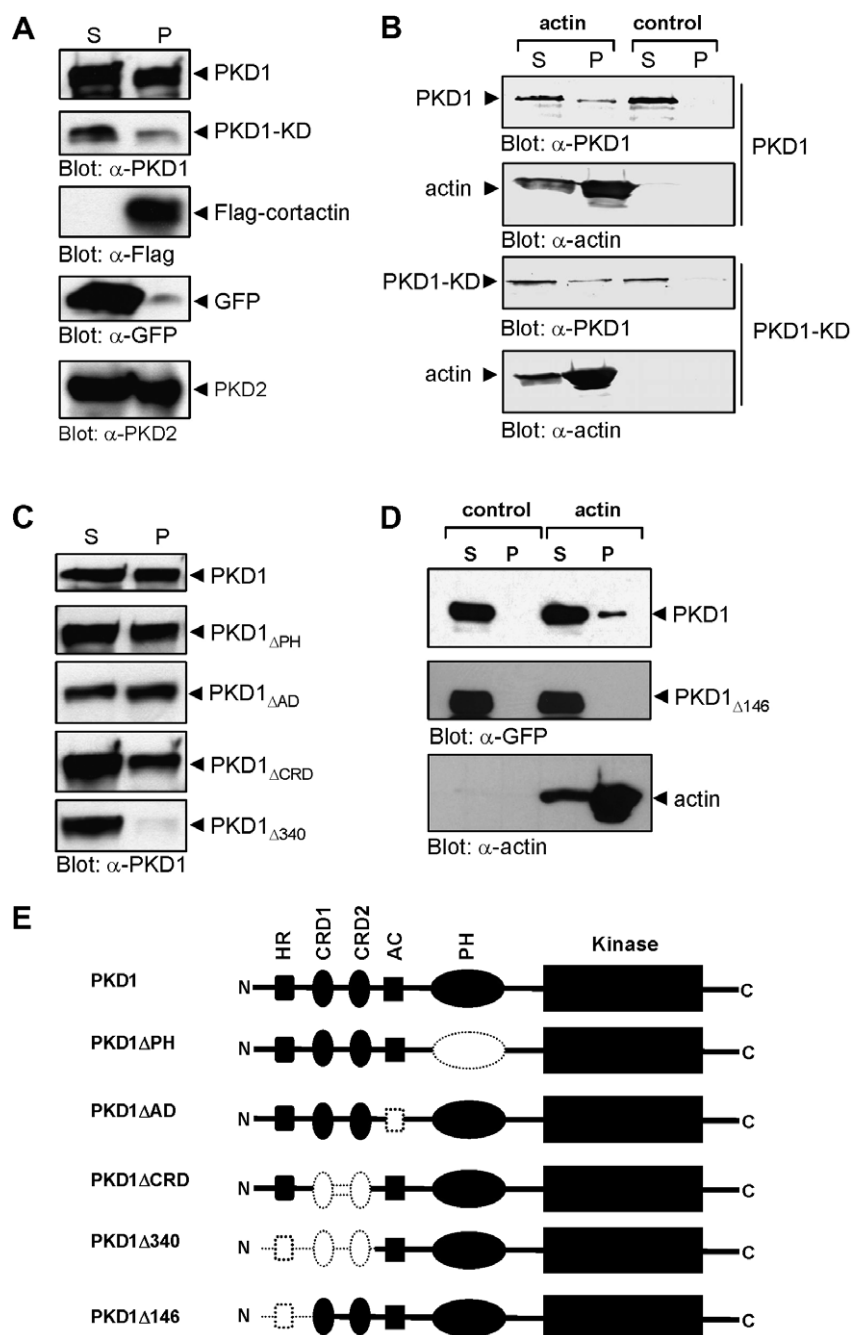 A
S P
PKD1
PKD1-KD
Blot: α-PKD1
Flag-cortactin
Blot: α-Flag
GFP
Blot: α-GFP
PKD2
Blot: α-PKD2
B
actin control
S P S P
PKD1
Blot: α-PKD1
actin
Blot: α-actin
PKD1
PKD1-KD
Blot: α-PKD1
actin
Blot: α-actin
PKD1-KD
C
S P
PKD1
PKD1ΔPH
PKD1ΔAD
PKD1ΔCRD
PKD1Δ340
Blot: α-PKD1
D
control actin
S P S P
PKD1
PKD1Δ146
Blot: α-GFP
actin
Blot: α-actin
E
HR CRD1 CRD2 AC PH Kinase
PKD1 N C
PKD1ΔPH N C
PKD1ΔAD N C
PKD1ΔCRD N C
PKD1Δ340 N C
PKD1Δ146 N C